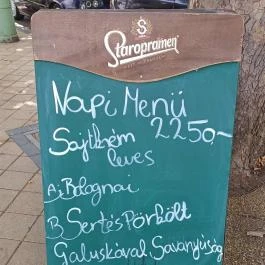 S
Staropramen
Napi Menü
Sajtkrém 2250,-
leves
A, Bolognai
B, Sertés Pörkölt
Galuskával, Savanyúság